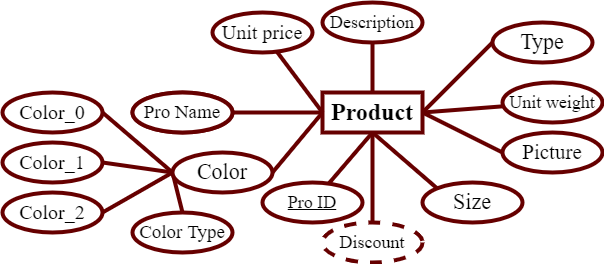 Unit price
Description
Type
Color_0
Pro Name
Product
Unit weight
Color_1
Color
Picture
Color_2
Color Type
Pro ID
Size
Discount